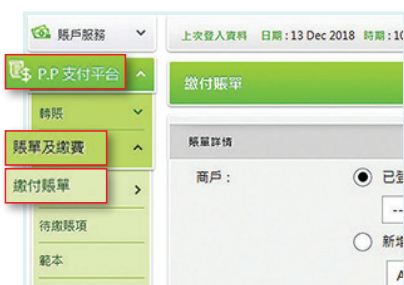 賬戶服務
P.P 支付平台
轉賬
賬單及繳費
繳付賬單
待繳賬項
範本
上次登入資料 日期 : 13 Dec 2018 時間 : 10
繳付賬單
賬單詳情
商戶 :
已登
--
新增
A